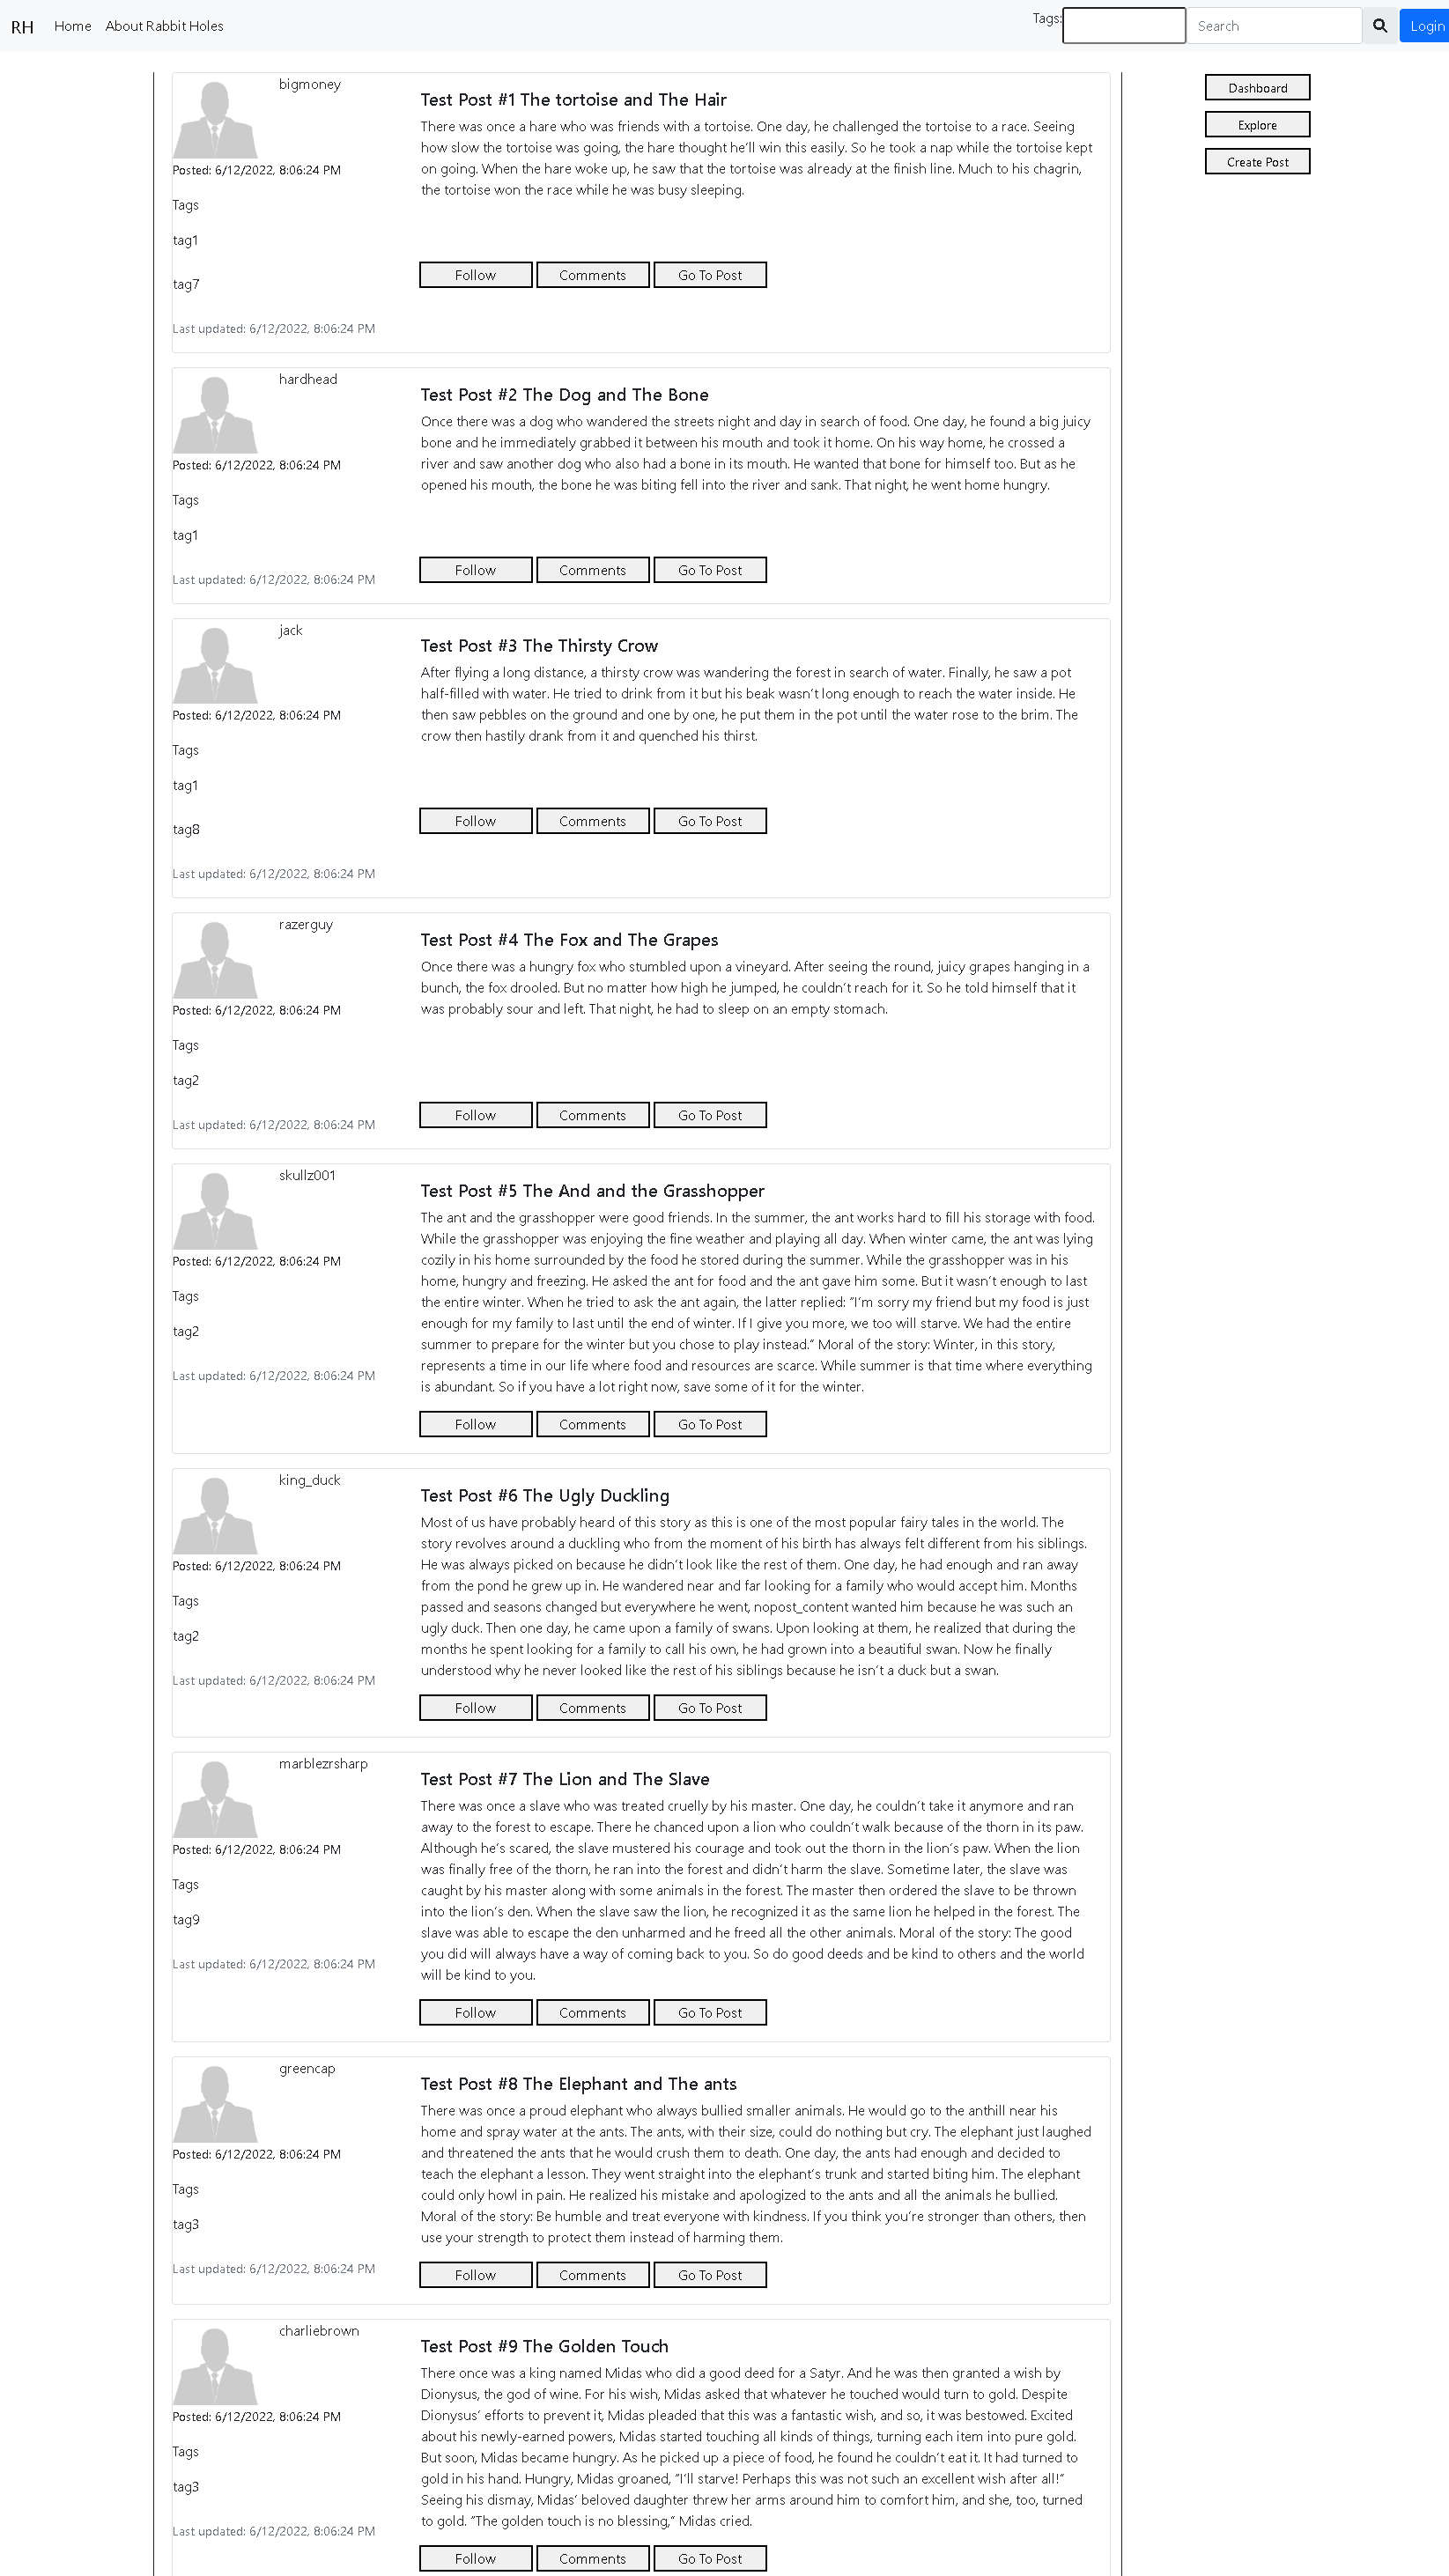 RH Home About Rabbit Holes Tags: Search Login
Dashboard
Explore
Create Post
bigmoney
Posted: 6/12/2022, 8:06:24 PM
Tags
tag1
tag7
Last updated: 6/12/2022, 8:06:24 PM
Test Post #1 The tortoise and The Hair
There was once a hare who was friends with a tortoise. One day, he challenged the tortoise to a race. Seeing
how slow the tortoise was going, the hare thought he'll win this easily. So he took a nap while the tortoise kept
on going. When the hare woke up, he saw that the tortoise was already at the finish line. Much to his chagrin,
the tortoise won the race while he was busy sleeping.
Follow Comments Go To Post
hardhead
Posted: 6/12/2022, 8:06:24 PM
Tags
tag1
Last updated: 6/12/2022, 8:06:24 PM
Test Post #2 The Dog and The Bone
Once there was a dog who wandered the streets night and day in search of food. One day, he found a big juicy
bone and he immediately grabbed it between his mouth and took it home. On his way home, he crossed a
river and saw another dog who also had a bone in its mouth. He wanted that bone for himself too. But as he
opened his mouth, the bone he was biting fell into the river and sank. That night, he went home hungry.
Follow Comments Go To Post
jack
Posted: 6/12/2022, 8:06:24 PM
Tags
tag1
tag8
Last updated: 6/12/2022, 8:06:24 PM
Test Post #3 The Thirsty Crow
After flying a long distance, a thirsty crow was wandering the forest in search of water. Finally, he saw a pot
half-filled with water. He tried to drink from it but his beak wasn't long enough to reach the water inside. He
then saw pebbles on the ground and one by one, he put them in the pot until the water rose to the brim. The
crow then hastily drank from it and quenched his thirst.
Follow Comments Go To Post
razerguy
Posted: 6/12/2022, 8:06:24 PM
Tags
tag2
Last updated: 6/12/2022, 8:06:24 PM
Test Post #4 The Fox and The Grapes
Once there was a hungry fox who stumbled upon a vineyard. After seeing the round, juicy grapes hanging in a
bunch, the fox drooled. But no matter how high he jumped, he couldn't reach for it. So he told himself that it
was probably sour and left. That night, he had to sleep on an empty stomach.
Follow Comments Go To Post
skullz001
Posted: 6/12/2022, 8:06:24 PM
Tags
tag2
Last updated: 6/12/2022, 8:06:24 PM
Test Post #5 The And and the Grasshopper
The ant and the grasshopper were good friends. In the summer, the ant works hard to fill his storage with food.
While the grasshopper was enjoying the fine weather and playing all day. When winter came, the ant was lying
cozily in his home surrounded by the food he stored during the summer. While the grasshopper was in his
home, hungry and freezing. He asked the ant for food and the ant gave him some. But it wasn't enough to last
the entire winter. When he tried to ask the ant again, the latter replied: "I'm sorry my friend but my food is just
enough for my family to last until the end of winter. If I give you more, we too will starve. We had the entire
summer to prepare for the winter but you chose to play instead." Moral of the story: Winter, in this story,
represents a time in our life where food and resources are scarce. While summer is that time where everything
is abundant. So if you have a lot right now, save some of it for the winter.
Follow Comments Go To Post
king_duck
Posted: 6/12/2022, 8:06:24 PM
Tags
tag2
Last updated: 6/12/2022, 8:06:24 PM
Test Post #6 The Ugly Duckling
Most of us have probably heard of this story as this is one of the most popular fairy tales in the world. The
story revolves around a duckling who from the moment of his birth has always felt different from his siblings.
He was always picked on because he didn't look like the rest of them. One day, he had enough and ran away
from the pond he grew up in. He wandered near and far looking for a family who would accept him. Months
passed and seasons changed but everywhere he went, nopost_content wanted him because he was such an
ugly duck. Then one day, he came upon a family of swans. Upon looking at them, he realized that during the
months he spent looking for a family to call his own, he had grown into a beautiful swan. Now he finally
understood why he never looked like the rest of his siblings because he isn't a duck but a swan.
Follow Comments Go To Post
marblezrsharp
Posted: 6/12/2022, 8:06:24 PM
Tags
tag9
Last updated: 6/12/2022, 8:06:24 PM
Test Post #7 The Lion and The Slave
There was once a slave who was treated cruelly by his master. One day, he couldn't take it anymore and ran
away to the forest to escape. There he chanced upon a lion who couldn't walk because of the thorn in its paw.
Although he's scared, the slave mustered his courage and took out the thorn in the lion's paw. When the lion
was finally free of the thorn, he ran into the forest and didn't harm the slave. Sometime later, the slave was
caught by his master along with some animals in the forest. The master then ordered the slave to be thrown
into the lion's den. When the slave saw the lion, he recognized it as the same lion he helped in the forest. The
slave was able to escape the den unharmed and he freed all the other animals. Moral of the story: The good
you did will always have a way of coming back to you. So do good deeds and be kind to others and the world
will be kind to you.
Follow Comments Go To Post
greencap
Posted: 6/12/2022, 8:06:24 PM
Tags
tag3
Last updated: 6/12/2022, 8:06:24 PM
Test Post #8 The Elephant and The ants
There was once a proud elephant who always bullied smaller animals. He would go to the anthill near his
home and spray water at the ants. The ants, with their size, could do nothing but cry. The elephant just laughed
and threatened the ants that he would crush them to death. One day, the ants had enough and decided to
teach the elephant a lesson. They went straight into the elephant's trunk and started biting him. The elephant
could only howl in pain. He realized his mistake and apologized to the ants and all the animals he bullied.
Moral of the story: Be humble and treat everyone with kindness. If you think you're stronger than others, then
use your strength to protect them instead of harming them.
Follow Comments Go To Post
charliebrown
Posted: 6/12/2022, 8:06:24 PM
Tags
tag3
Last updated: 6/12/2022, 8:06:24 PM
Test Post #9 The Golden Touch
There once was a king named Midas who did a good deed for a Satyr. And he was then granted a wish by
Dionysus, the god of wine. For his wish, Midas asked that whatever he touched would turn to gold. Despite
Dionysus' efforts to prevent it, Midas pleaded that this was a fantastic wish, and so, it was bestowed. Excited
about his newly-earned powers, Midas started touching all kinds of things, turning each item into pure gold.
But soon, Midas became hungry. As he picked up a piece of food, he found he couldn't eat it. It had turned to
gold in his hand. Hungry, Midas groaned, "I'll starve! Perhaps this was not such an excellent wish after all!"
Seeing his dismay, Midas' beloved daughter threw her arms around him to comfort him, and she, too, turned
to gold. "The golden touch is no blessing," Midas cried.
Follow Comments Go To Post